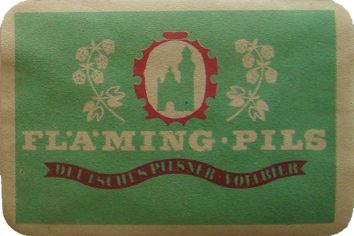 FLÄMING · PILS
DEUTSCHES PILSNER · VOLLBIER